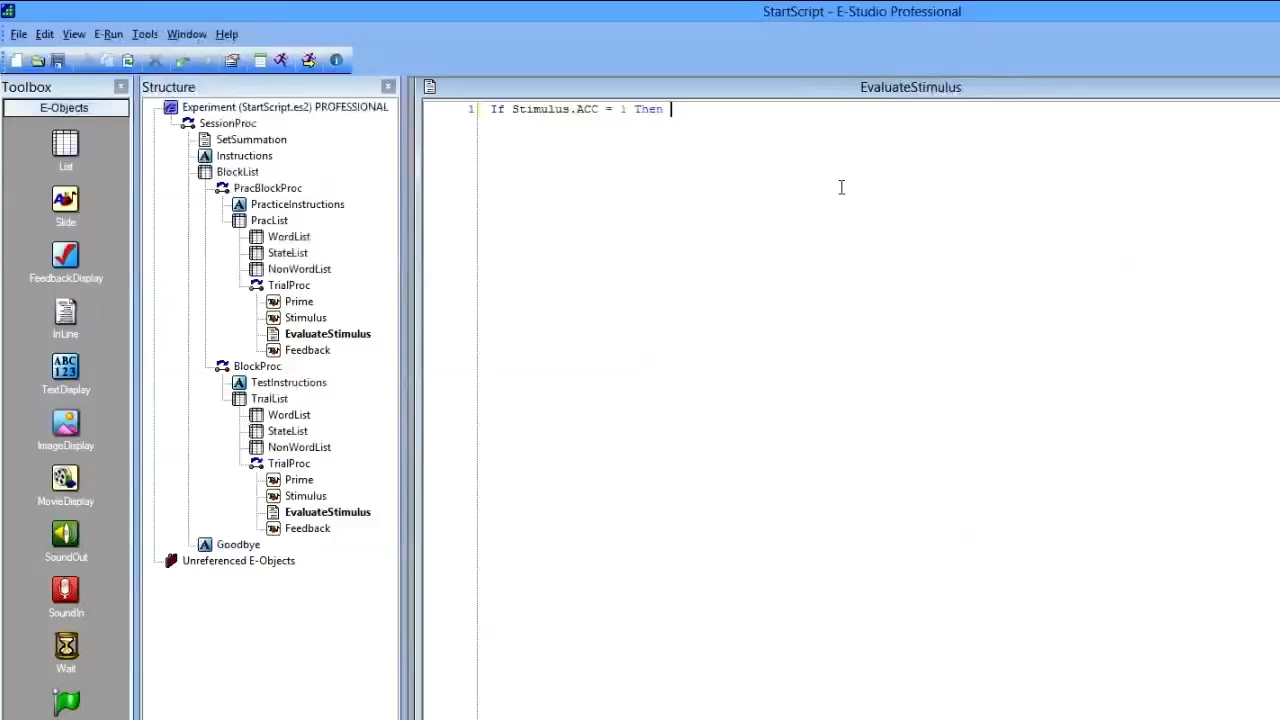 StartScript - E-Studio Professional
File Edit View E-Run Tools Window Help
Toolbox
E-Objects
List
Slide
FeedbackDisplay
InLine
ABC
123
TextDisplay
ImageDisplay
MovieDisplay
SoundOut
SoundIn
Wait
Structure
Experiment (StartScript.es2) PROFESSIONAL
SessionProc
SetSummation
Instructions
BlockList
PracBlockProc
PracticeInstructions
PracList
WordList
StateList
NonWordList
TrialProc
Prime
Stimulus
EvaluateStimulus
Feedback
BlockProc
TestInstructions
TrialList
WordList
StateList
NonWordList
TrialProc
Prime
Stimulus
EvaluateStimulus
Feedback
Goodbye
Unreferenced E-Objects
EvaluateStimulus
1 If Stimulus.ACC = 1 Then